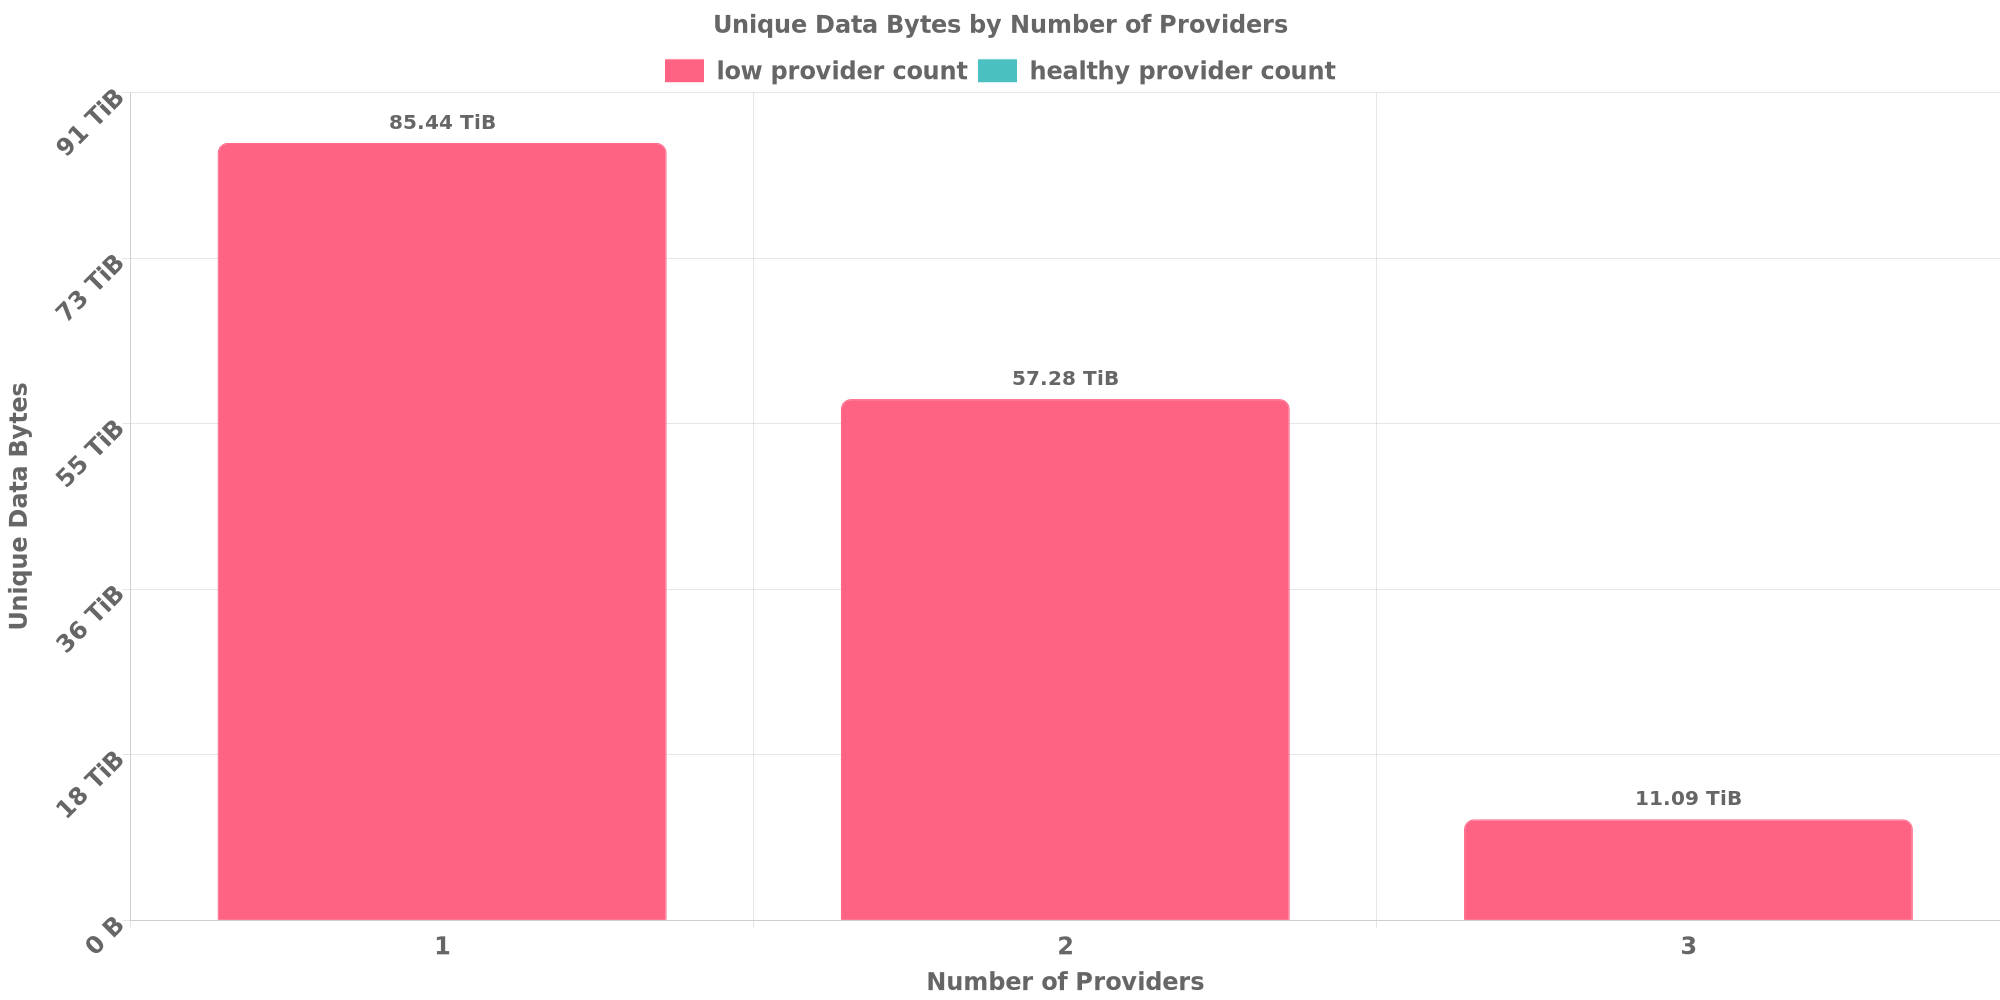 Unique Data Bytes by Number of Providers
low provider count healthy provider count
91 TiB
73 TiB
55 TiB
36 TiB
18 TiB
0 B
Unique Data Bytes
85.44 TiB
57.28 TiB
11.09 TiB
1 2 3
Number of Providers